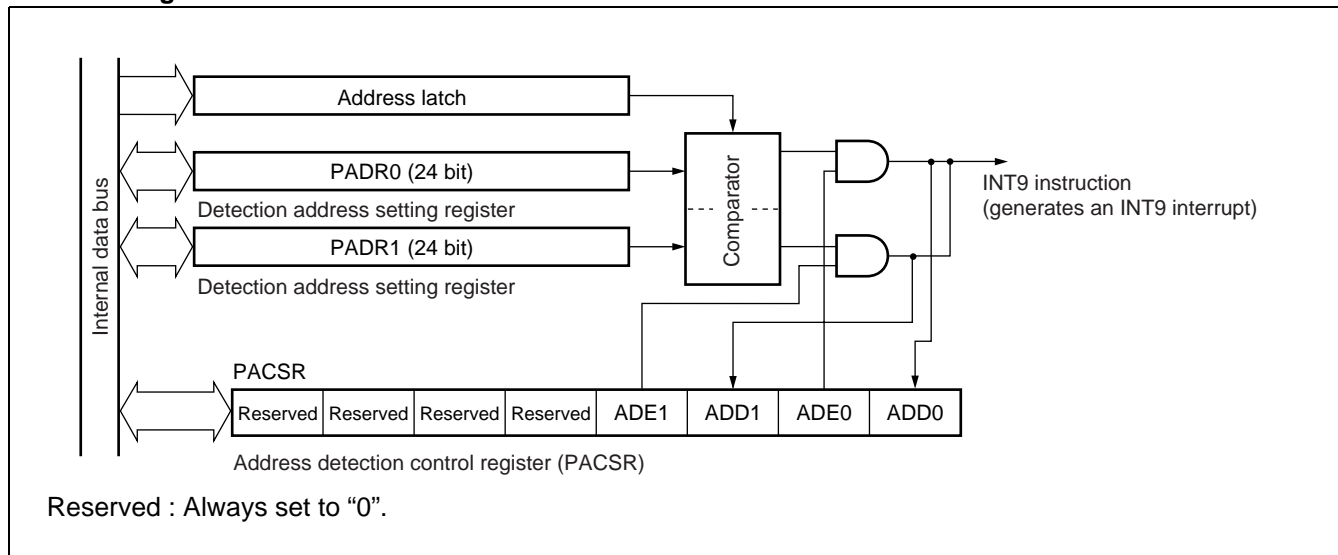 Address latch
PADR0 (24 bit)
Detection address setting register
PADR1 (24 bit)
Detection address setting register
Internal data bus
Comparator
INT9 instruction
(generates an INT9 interrupt)
PACSR
Reserved Reserved Reserved Reserved ADE1 ADD1 ADE0 ADD0
Address detection control register (PACSR)
Reserved : Always set to “0”.